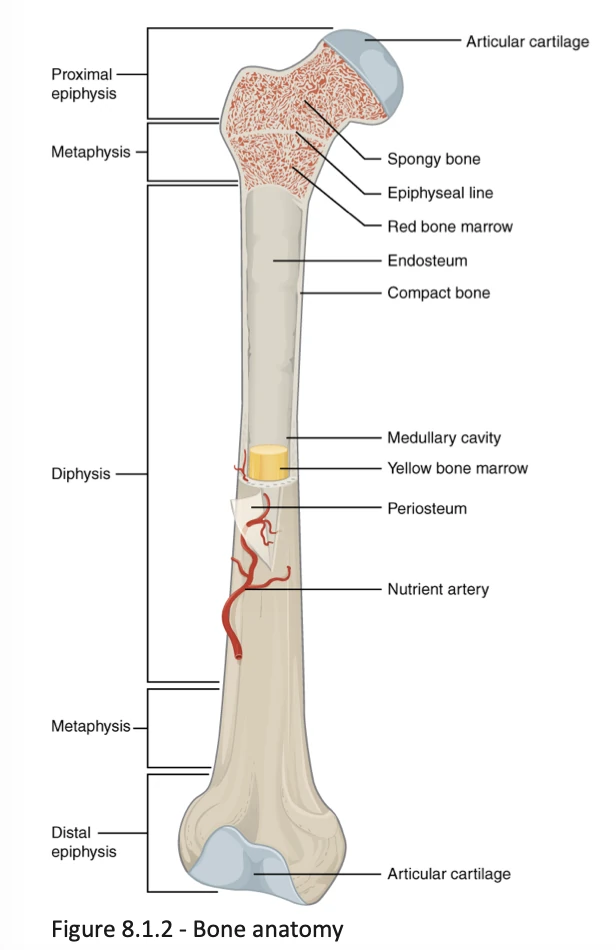 Articular cartilage
Proximal
epiphysis
Metaphysis
Spongy bone
Epiphyseal line
Red bone marrow
Endosteum
Compact bone
Medullary cavity
Diphysis
Yellow bone marrow
Periosteum
Nutrient artery
Metaphysis
Distal
epiphysis
Articular cartilage
Figure 8.1.2 - Bone anatomy